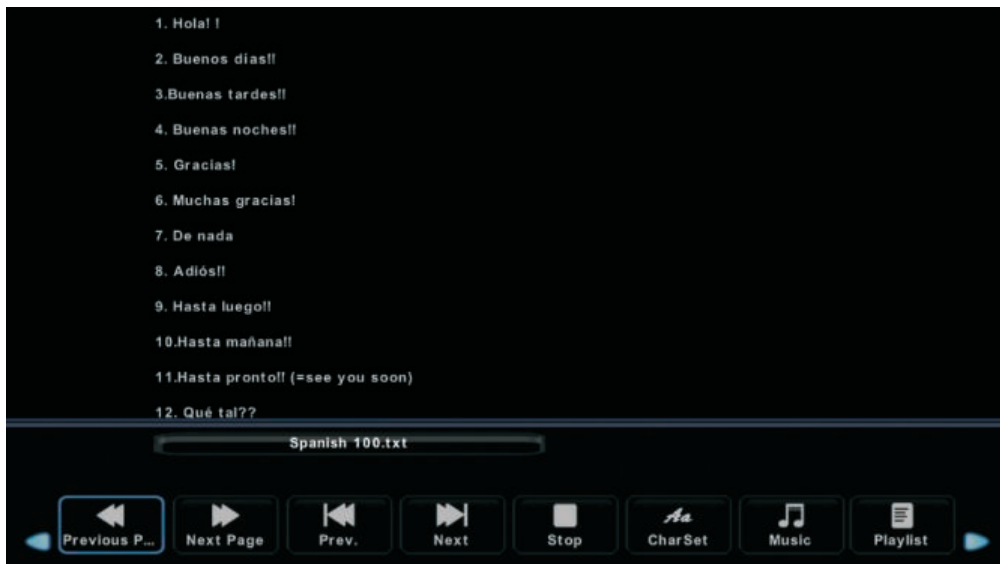 1. Hola! !
2. Buenos días!!
3.Buenas tardes!!
4. Buenas noches!!
5. Gracias!
6. Muchas gracias!
7. De nada
8. Adiós!!
9. Hasta luego!!
10.Hasta mañana!!
11.Hasta pronto!! (=see you soon)
12. Qué tal??
Spanish 100.txt
Previous P... Next Page Prev. Next Stop Aa CharSet Music Playlist